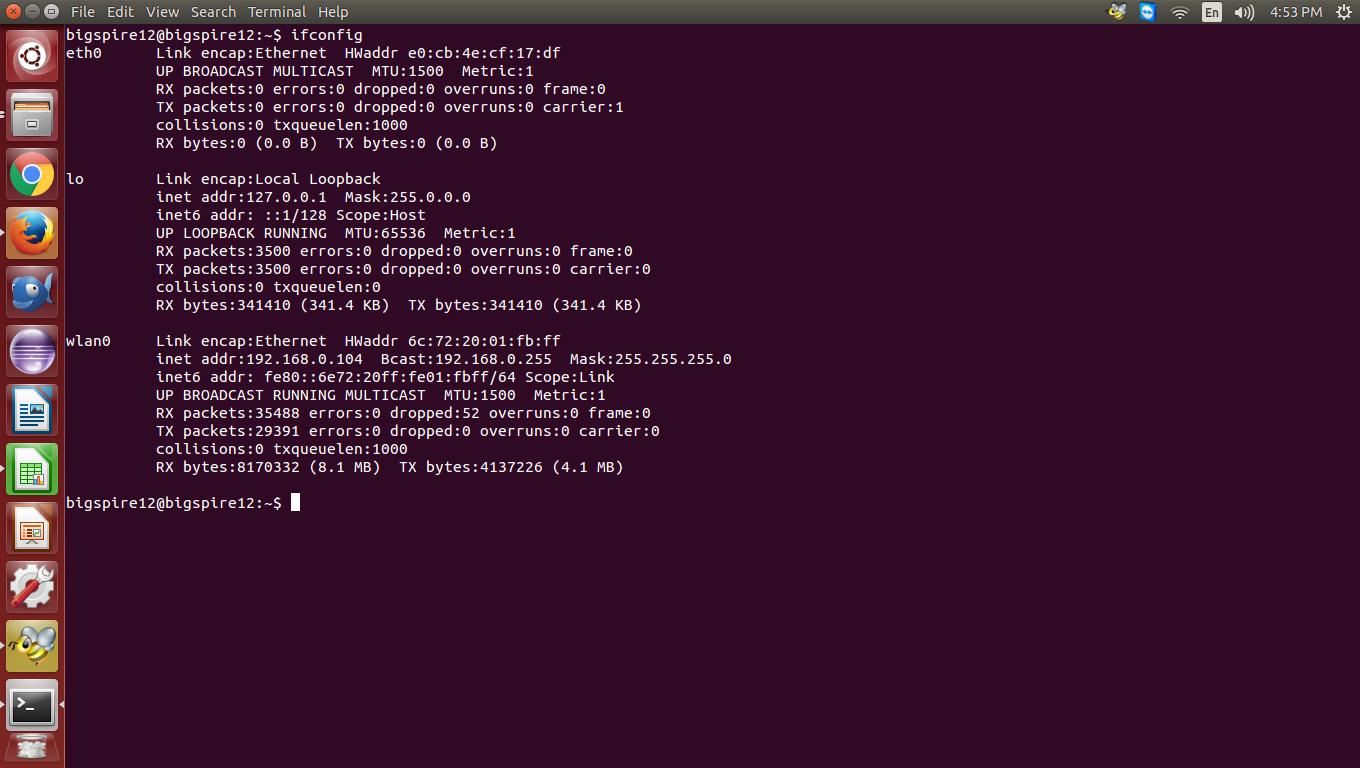 File Edit View Search Terminal Help En 4:53 PM
bigspire12@bigspire12:~$ ifconfig
eth0      Link encap:Ethernet  HWaddr e0:cb:4e:cf:17:df
          UP BROADCAST MULTICAST  MTU:1500  Metric:1
          RX packets:0 errors:0 dropped:0 overruns:0 frame:0
          TX packets:0 errors:0 dropped:0 overruns:0 carrier:1
          collisions:0 txqueuelen:1000
          RX bytes:0 (0.0 B)  TX bytes:0 (0.0 B)

lo        Link encap:Local Loopback
          inet addr:127.0.0.1  Mask:255.0.0.0
          inet6 addr: ::1/128 Scope:Host
          UP LOOPBACK RUNNING  MTU:65536  Metric:1
          RX packets:3500 errors:0 dropped:0 overruns:0 frame:0
          TX packets:3500 errors:0 dropped:0 overruns:0 carrier:0
          collisions:0 txqueuelen:0
          RX bytes:341410 (341.4 KB)  TX bytes:341410 (341.4 KB)

wlan0     Link encap:Ethernet  HWaddr 6c:72:20:01:fb:ff
          inet addr:192.168.0.104  Bcast:192.168.0.255  Mask:255.255.255.0
          inet6 addr: fe80::6e72:20ff:fe01:fbff/64 Scope:Link
          UP BROADCAST RUNNING MULTICAST  MTU:1500  Metric:1
          RX packets:35488 errors:0 dropped:52 overruns:0 frame:0
          TX packets:29391 errors:0 dropped:0 overruns:0 carrier:0
          collisions:0 txqueuelen:1000
          RX bytes:8170332 (8.1 MB)  TX bytes:4137226 (4.1 MB)

bigspire12@bigspire12:~$